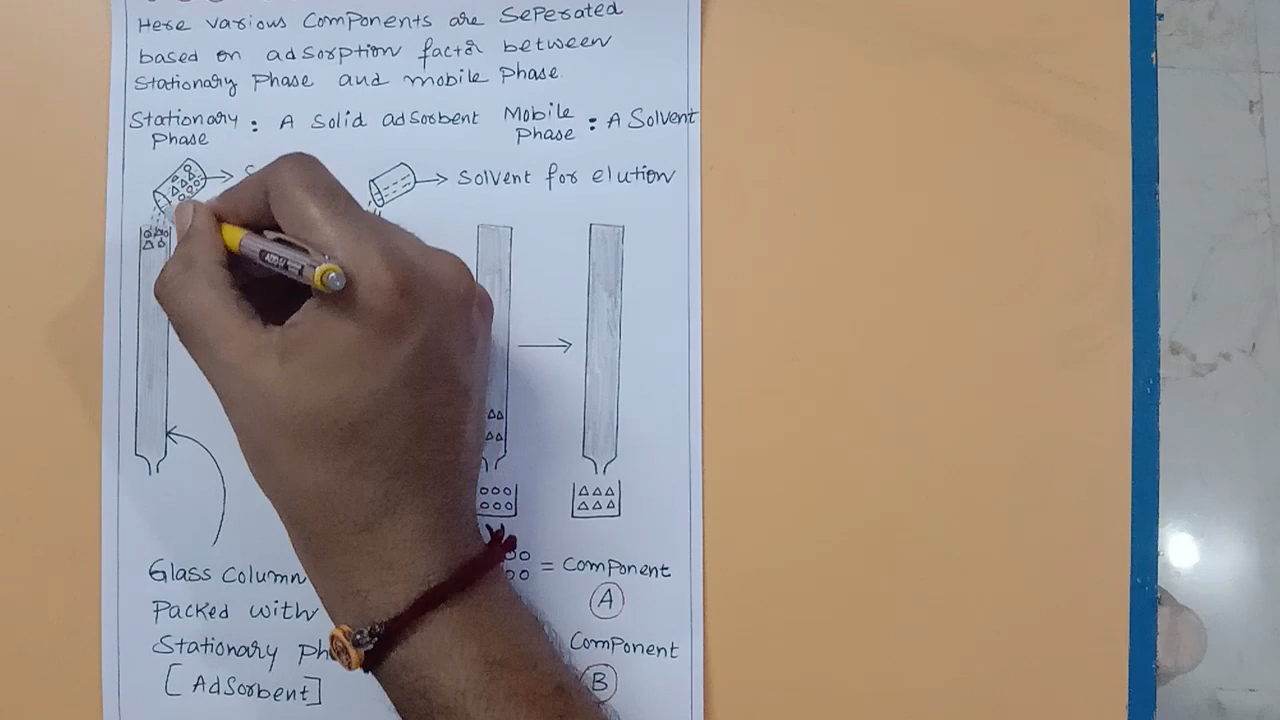 Here various components are seperated
based on adsorption factor between
Stationary phase and mobile phase.
Stationary Phase : A solid adsorbent
Mobile Phase : A Solvent
Solvent for elution
Glass column
Packed with
Stationary
[Adsorbent]
= Component
A
Component
B